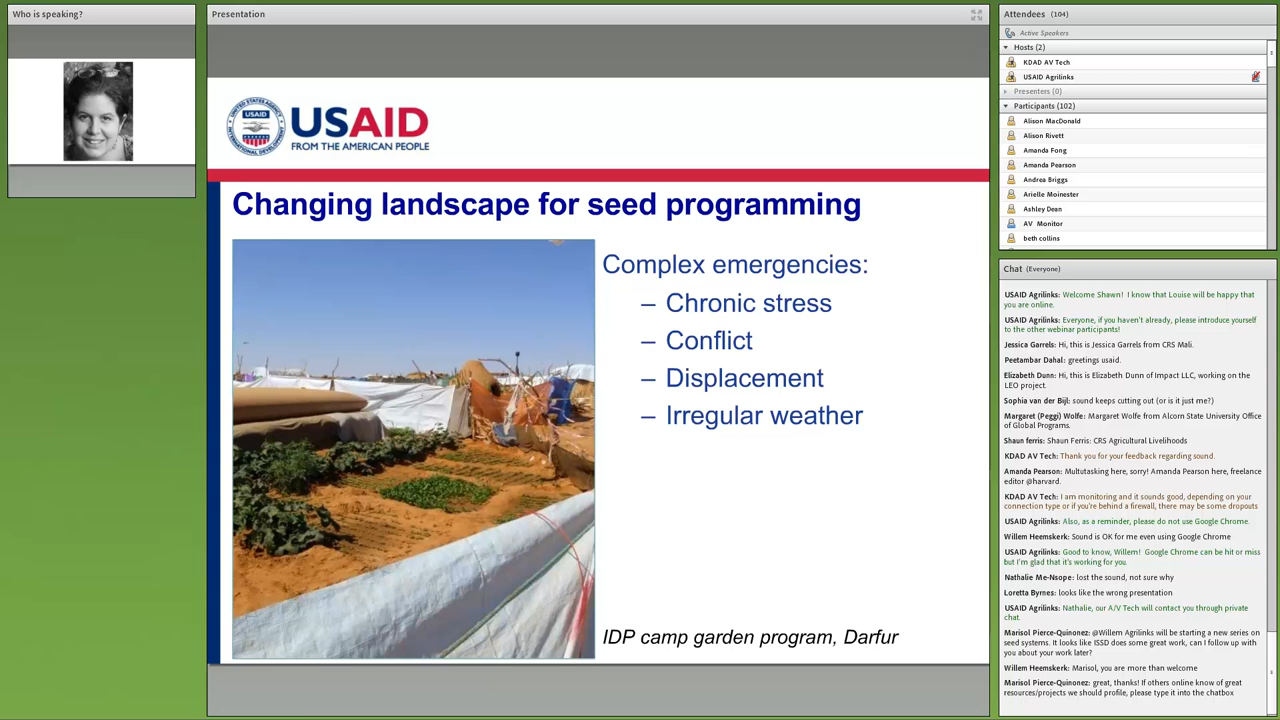 Who is speaking?
Presentation
UNITED STATES AGENCY
USAID
INTERNATIONAL DEVELOPMENT
USAID
FROM THE AMERICAN PEOPLE
Changing landscape for seed programming
Complex emergencies:
– Chronic stress
– Conflict
– Displacement
– Irregular weather
IDP camp garden program, Darfur
Attendees (104)
Active Speakers
Hosts (2)
KDAD AV Tech
USAID Agrilinks
Presenters (0)
Participants (102)
Alison MacDonald
Alison Rivett
Amanda Fong
Amanda Pearson
Andrea Briggs
Arielle Moinester
Ashley Dean
AV Monitor
beth collins
Chat (Everyone)
USAID Agrilinks: Welcome Shawn! I know that Louise will be happy that
you are online.
USAID Agrilinks: Everyone, if you haven't already, please introduce yourself
to the other webinar participants!
Jessica Garrels: Hi, this is Jessica Garrels from CRS Mali.
Peetambar Dahal: greetings usaid.
Elizabeth Dunn: Hi, this is Elizabeth Dunn of Impact LLC, working on the
LEO project.
Sophia van der Bijl: sound keeps cutting out (or is it just me?)
Margaret (Peggi) Wolfe: Margaret Wolfe from Alcorn State University Office
of Global Programs.
Shaun ferris: Shaun Ferris: CRS Agricultural Livelihoods
KDAD AV Tech: Thank you for your feedback regarding sound.
Amanda Pearson: Multutasking here, sorry! Amanda Pearson here, freelance
editor @harvard.
KDAD AV Tech: I am monitoring and it sounds good, depending on your
connection type or if you're behind a firewall, there may be some dropouts
USAID Agrilinks: Also, as a reminder, please do not use Google Chrome.
Willem Heemskerk: Sound is OK for me even using Google Chrome
USAID Agrilinks: Good to know, Willem! Google Chrome can be hit or miss
but I'm glad that it's working for you.
Nathalie Me-Nsope: lost the sound, not sure why
Loretta Byrnes: looks like the wrong presentation
USAID Agrilinks: Nathalie, our A/V Tech will contact you through private
chat.
Marisol Pierce-Quinonez: @Willem Agrilinks will be starting a new series on
seed systems. It looks like ISSD does some great work, can I follow up with
you about your work later?
Willem Heemskerk: Marisol, you are more than welcome
Marisol Pierce-Quinonez: great, thanks! If others online know of great
resources/projects we should profile, please type it into the chatbox